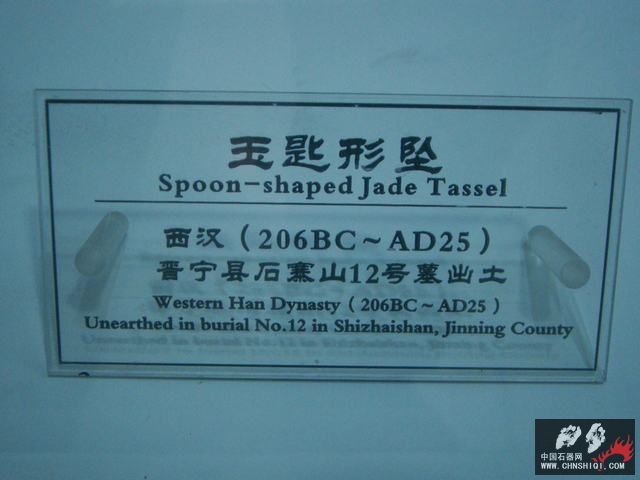 玉匙形坠
Spoon-shaped Jade Tassel
西汉（206BC～AD25）
晋宁县石寨山12号墓出土
Western Han Dysasty（206BC～AD25）
Unearthed in burial No.12 in Shizhaishan, Jinning County
中国石器网
www.CHNSHIQI.COM